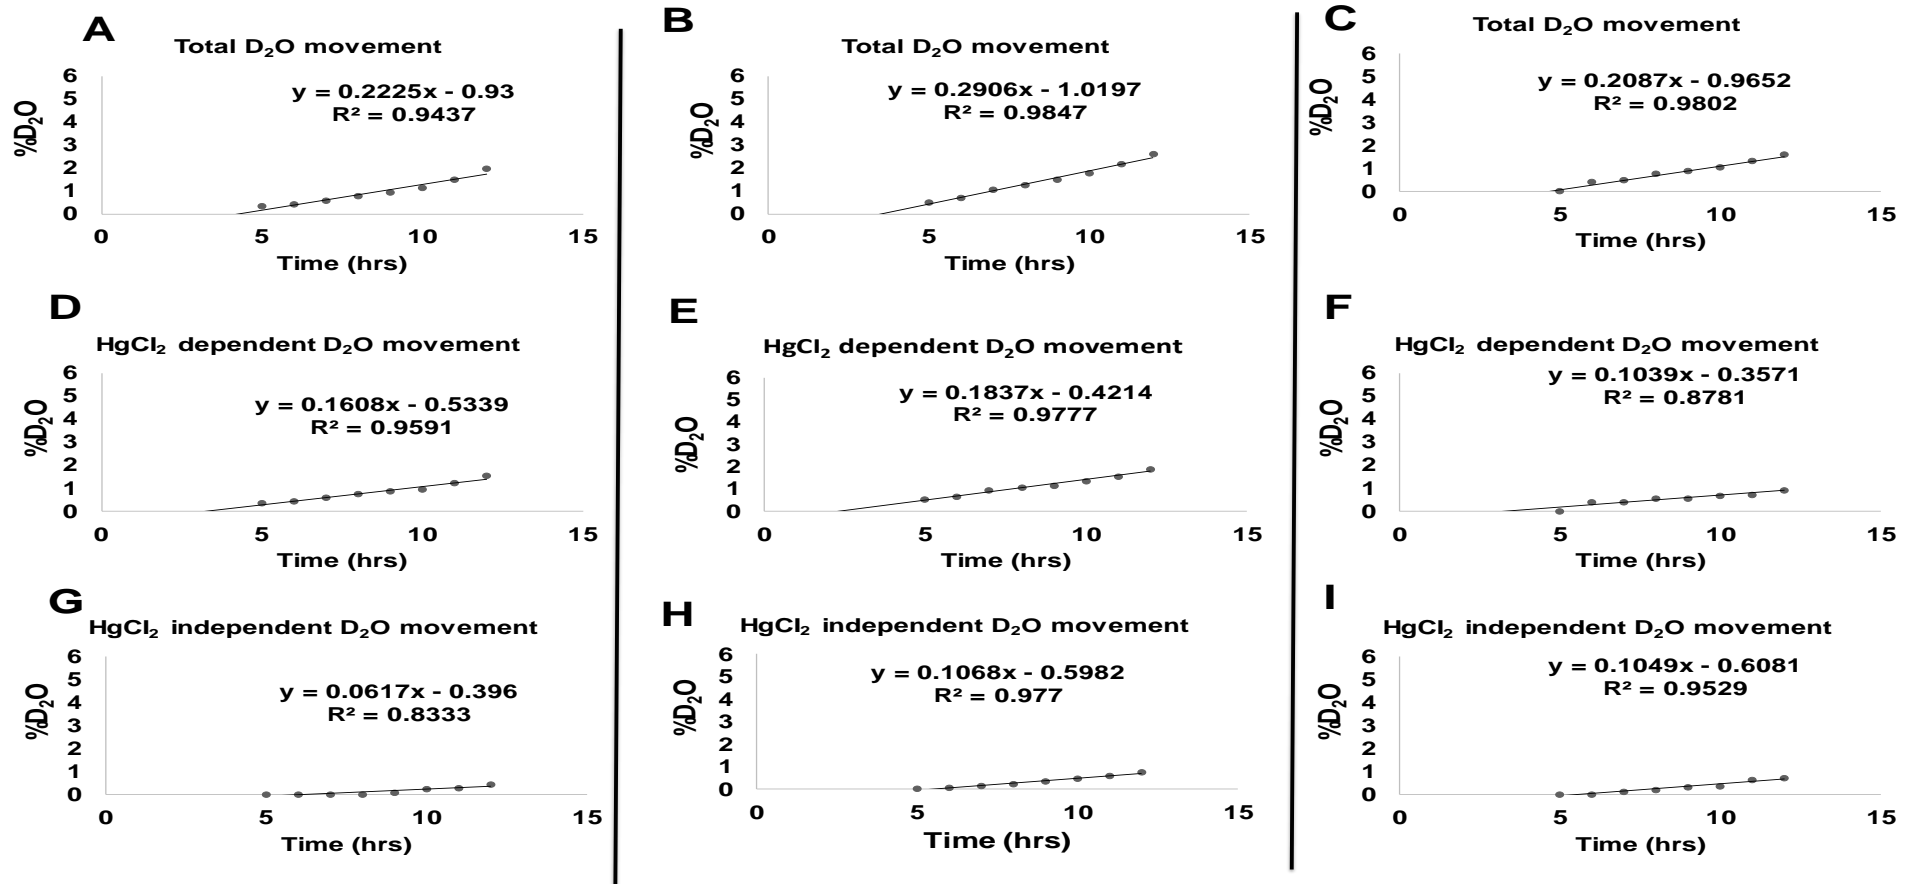 A
Total D₂O movement
y = 0.2225x - 0.93
R² = 0.9437
%D₂O
6
5
4
3
2
1
0
0 5 10 15
Time (hrs)
B
Total D₂O movement
y = 0.2906x - 1.0197
R² = 0.9847
%D₂O
6
5
4
3
2
1
0
0 5 10 15
Time (hrs)
C
Total D₂O movement
y = 0.2087x - 0.9652
R² = 0.9802
%D₂O
6
5
4
3
2
1
0
0 5 10 15
Time (hrs)
D
HgCl₂ dependent D₂O movement
y = 0.1608x - 0.5339
R² = 0.9591
%D₂O
6
5
4
3
2
1
0
0 5 10 15
Time (hrs)
E
HgCl₂ dependent D₂O movement
y = 0.1837x - 0.4214
R² = 0.9777
%D₂O
6
5
4
3
2
1
0
0 5 10 15
Time (hrs)
F
HgCl₂ dependent D₂O movement
y = 0.1039x - 0.3571
R² = 0.8781
%D₂O
6
5
4
3
2
1
0
0 5 10 15
Time (hrs)
G
HgCl₂ independent D₂O movement
y = 0.0617x - 0.396
R² = 0.8333
%D₂O
6
5
4
3
2
1
0
0 5 10 15
Time (hrs)
H
HgCl₂ independent D₂O movement
y = 0.1068x - 0.5982
R² = 0.977
%D₂O
6
5
4
3
2
1
0
0 5 10 15
Time (hrs)
I
HgCl₂ independent D₂O movement
y = 0.1049x - 0.6081
R² = 0.9529
%D₂O
6
5
4
3
2
1
0
0 5 10 15
Time (hrs)